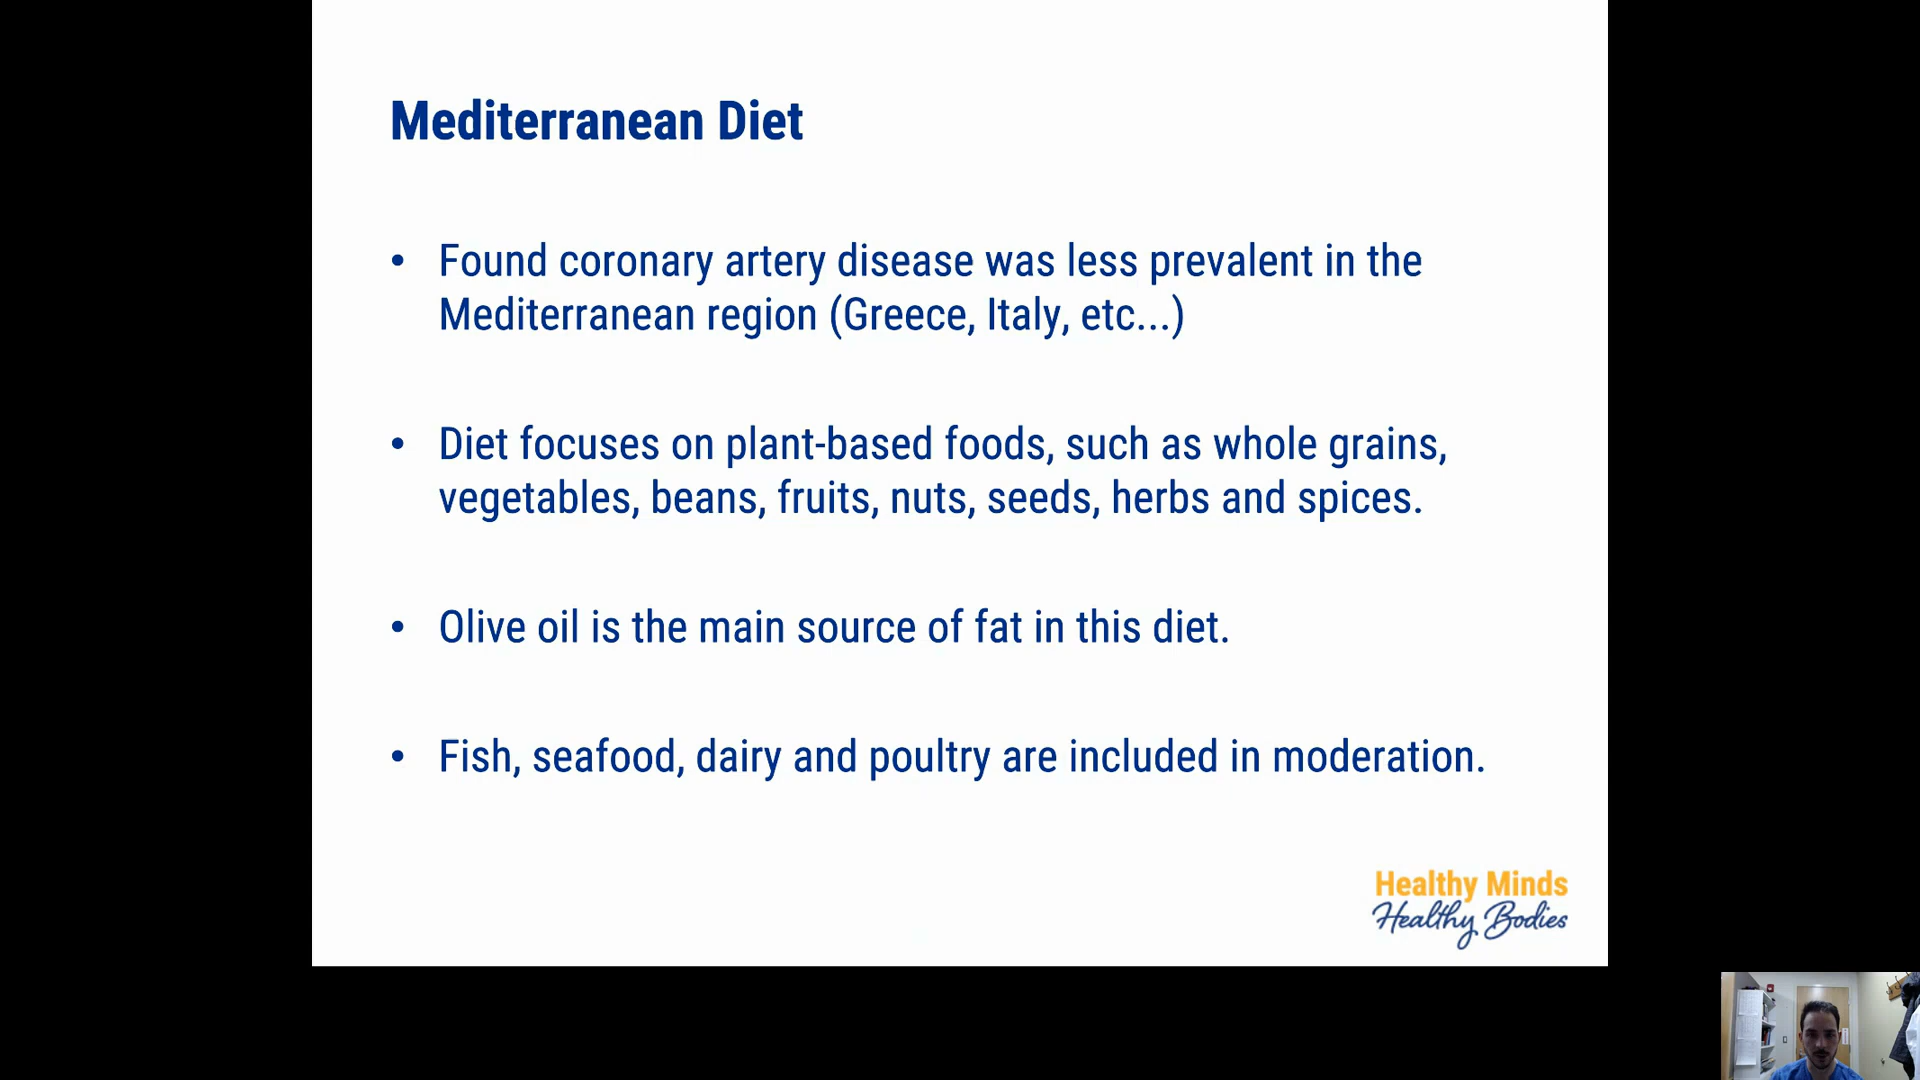 Mediterranean Diet
• Found coronary artery disease was less prevalent in the
Mediterranean region (Greece, Italy, etc...)
• Diet focuses on plant-based foods, such as whole grains,
vegetables, beans, fruits, nuts, seeds, herbs and spices.
• Olive oil is the main source of fat in this diet.
• Fish, seafood, dairy and poultry are included in moderation.
Healthy Minds
Healthy Bodies